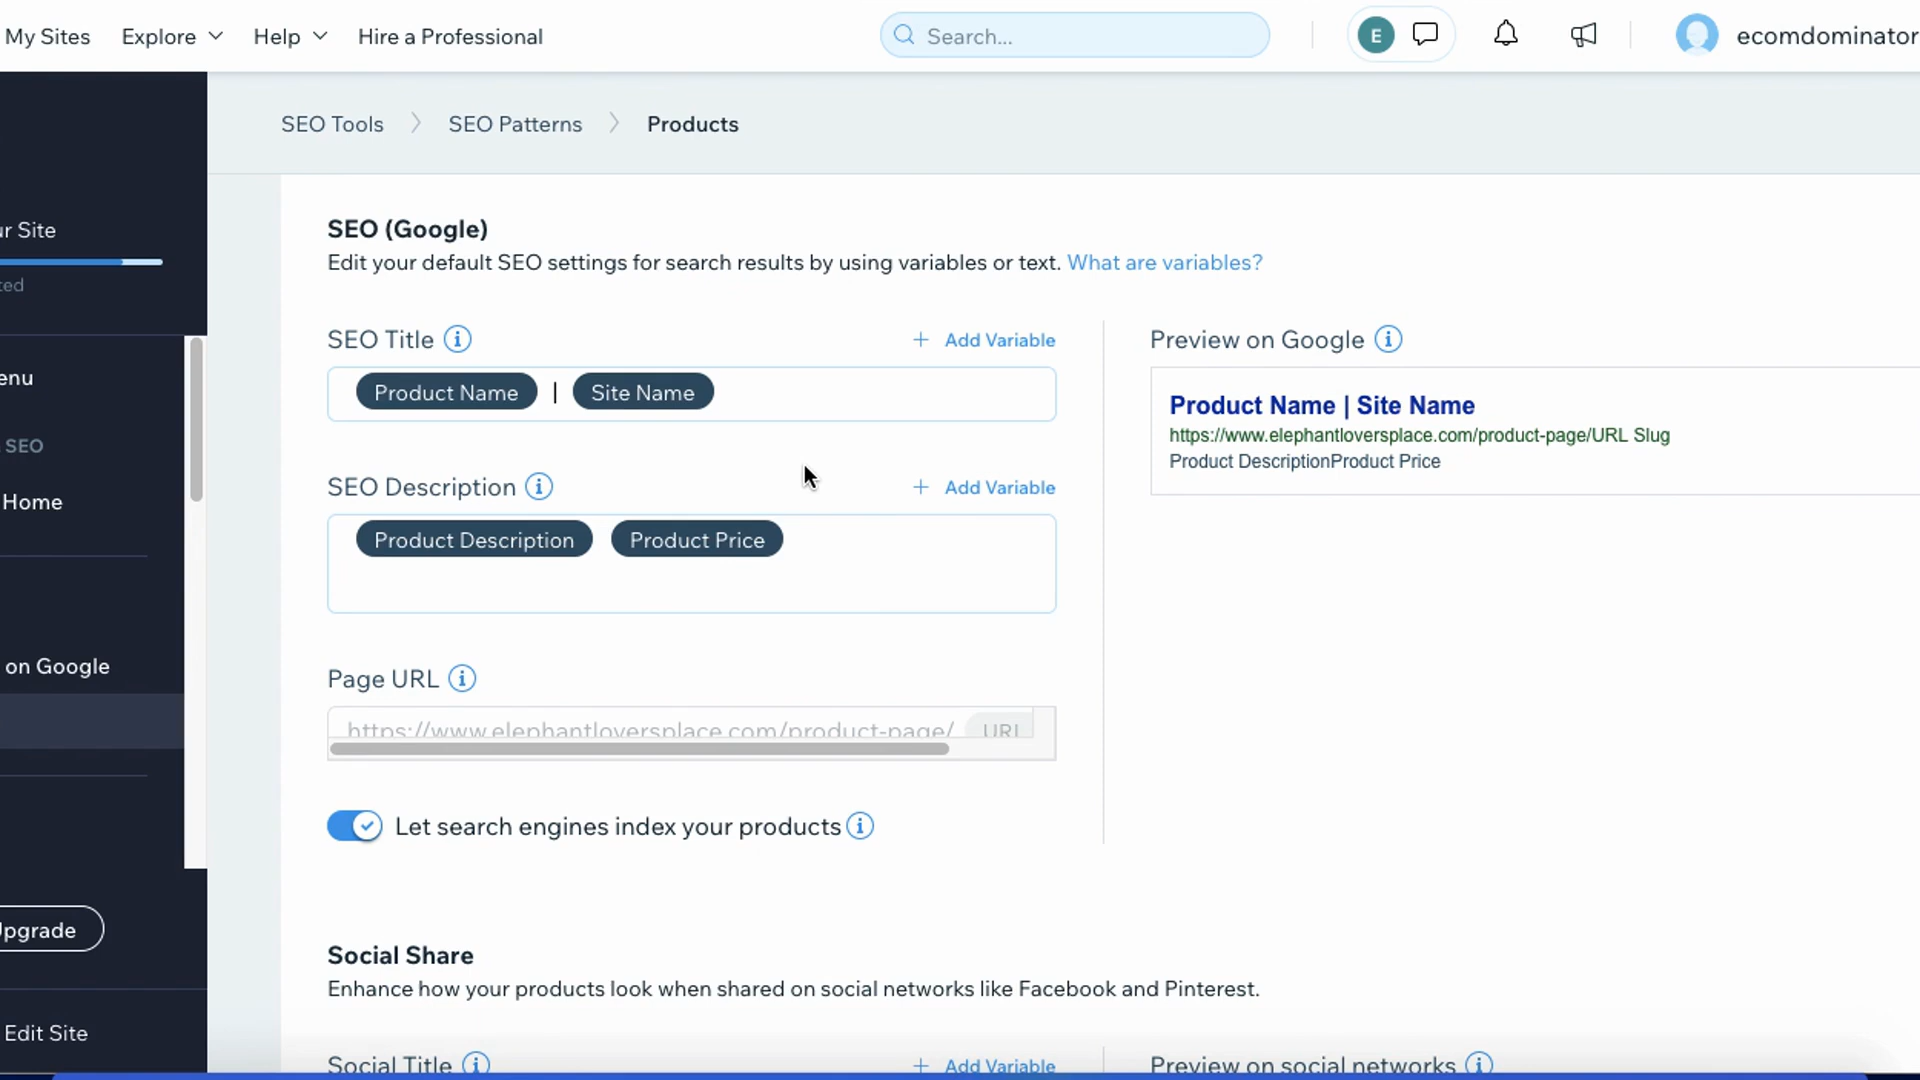 My Sites Explore Help Hire a Professional Search... E ecomdominator
SEO Tools > SEO Patterns > Products
ur Site
ted
enu
SEO
Home
on Google
Upgrade
Edit Site
SEO (Google)
Edit your default SEO settings for search results by using variables or text. What are variables?
SEO Title i + Add Variable
Product Name | Site Name
SEO Description i + Add Variable
Product Description Product Price
Page URL i
https://www.elephantloversplace.com/product-page/ URL
Let search engines index your products i
Preview on Google i
Product Name | Site Name
https://www.elephantloversplace.com/product-page/URL Slug
Product DescriptionProduct Price
Social Share
Enhance how your products look when shared on social networks like Facebook and Pinterest.
Social Title i + Add Variable
Preview on social networks i